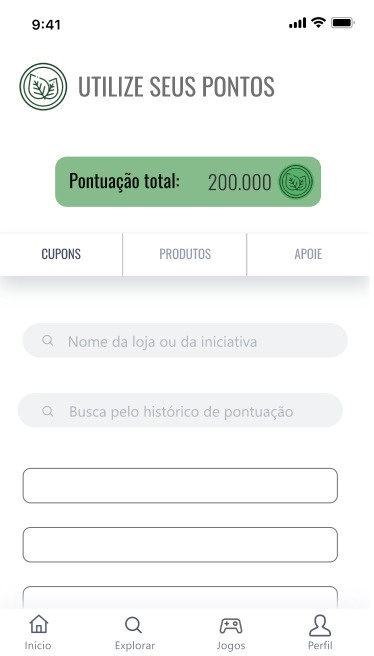 9:41
UTILIZE SEUS PONTOS
Pontuação total: 200.000
CUPONS PRODUTOS APOIE
Nome da loja ou da iniciativa
Busca pelo histórico de pontuação
Inicio Explorar Jogos Perfil